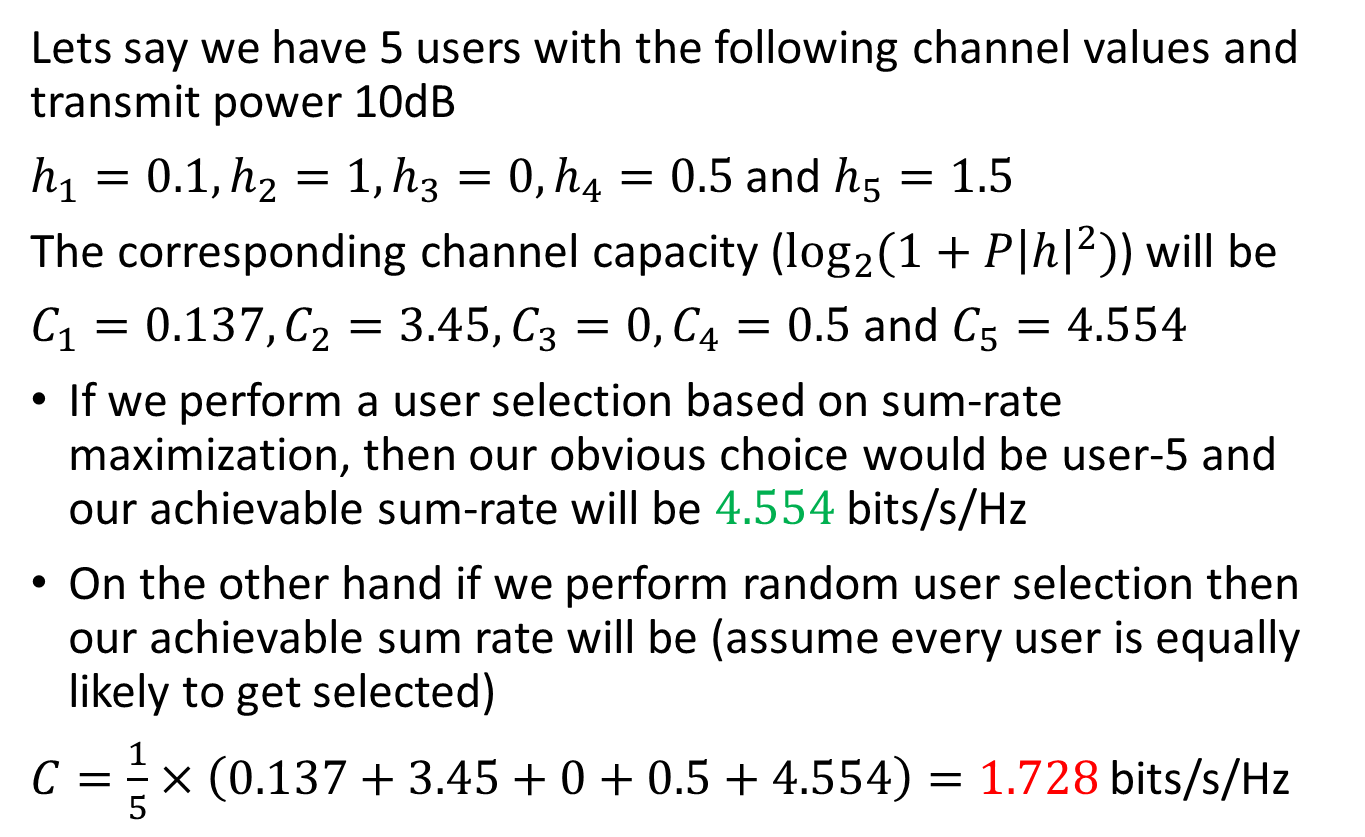 Lets say we have 5 users with the following channel values and
transmit power 10dB
ℎ₁ = 0.1, ℎ₂ = 1, ℎ₃ = 0, ℎ₄ = 0.5 and ℎ₅ = 1.5
The corresponding channel capacity (log₂(1 + 𝑃|ℎ|²)) will be
𝐶₁ = 0.137, 𝐶₂ = 3.45, 𝐶₃ = 0, 𝐶₄ = 0.5 and 𝐶₅ = 4.554
• If we perform a user selection based on sum-rate
maximization, then our obvious choice would be user-5 and
our achievable sum-rate will be 4.554 bits/s/Hz
• On the other hand if we perform random user selection then
our achievable sum rate will be (assume every user is equally
likely to get selected)
𝐶 = 1/5 × (0.137 + 3.45 + 0 + 0.5 + 4.554) = 1.728 bits/s/Hz